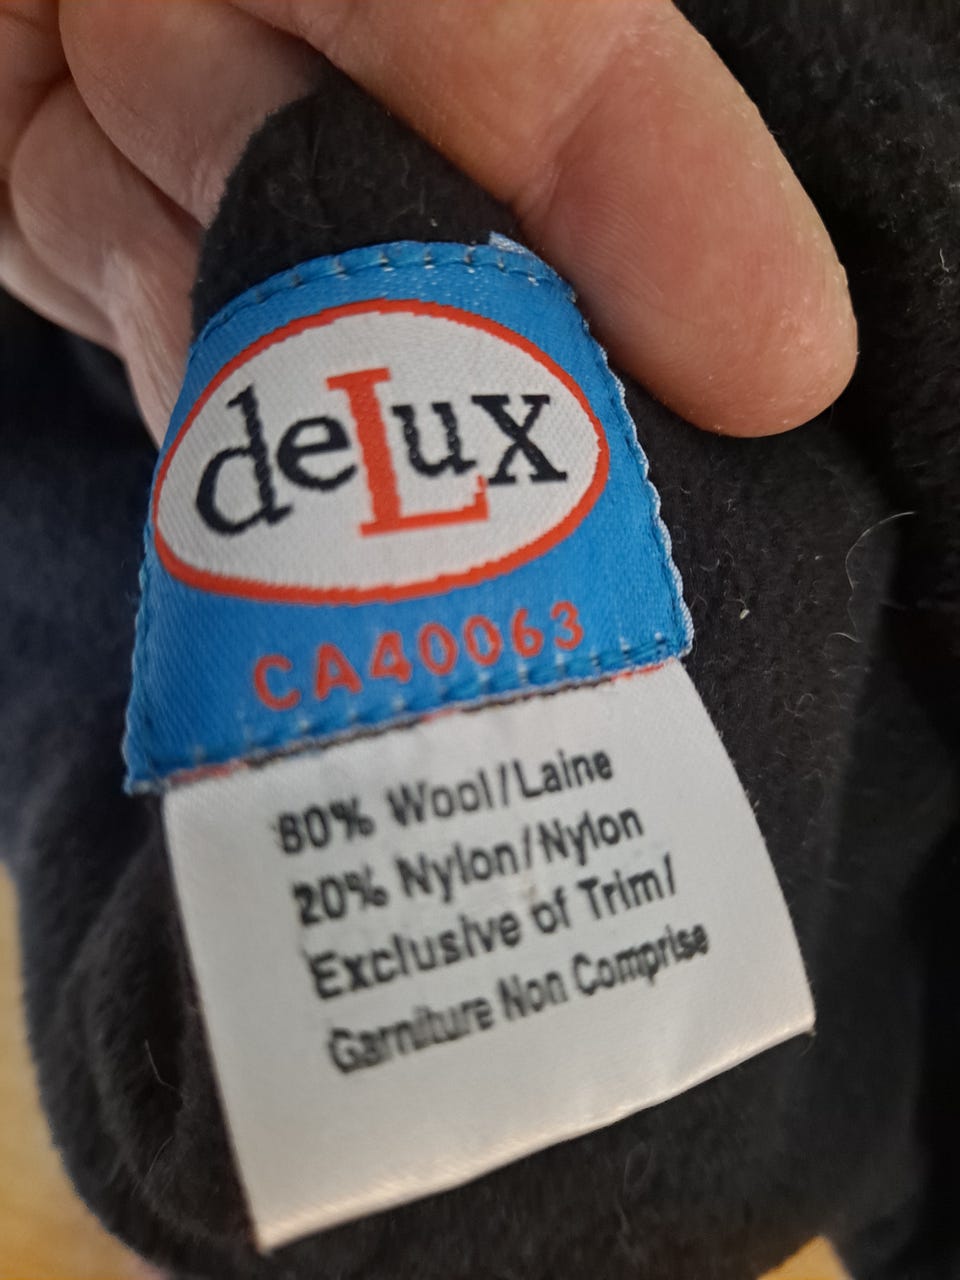 deLux
CA40063
80% Wool/Laine
20% Nylon/Nylon
Exclusive of Trim/
Garniture Non Comprise